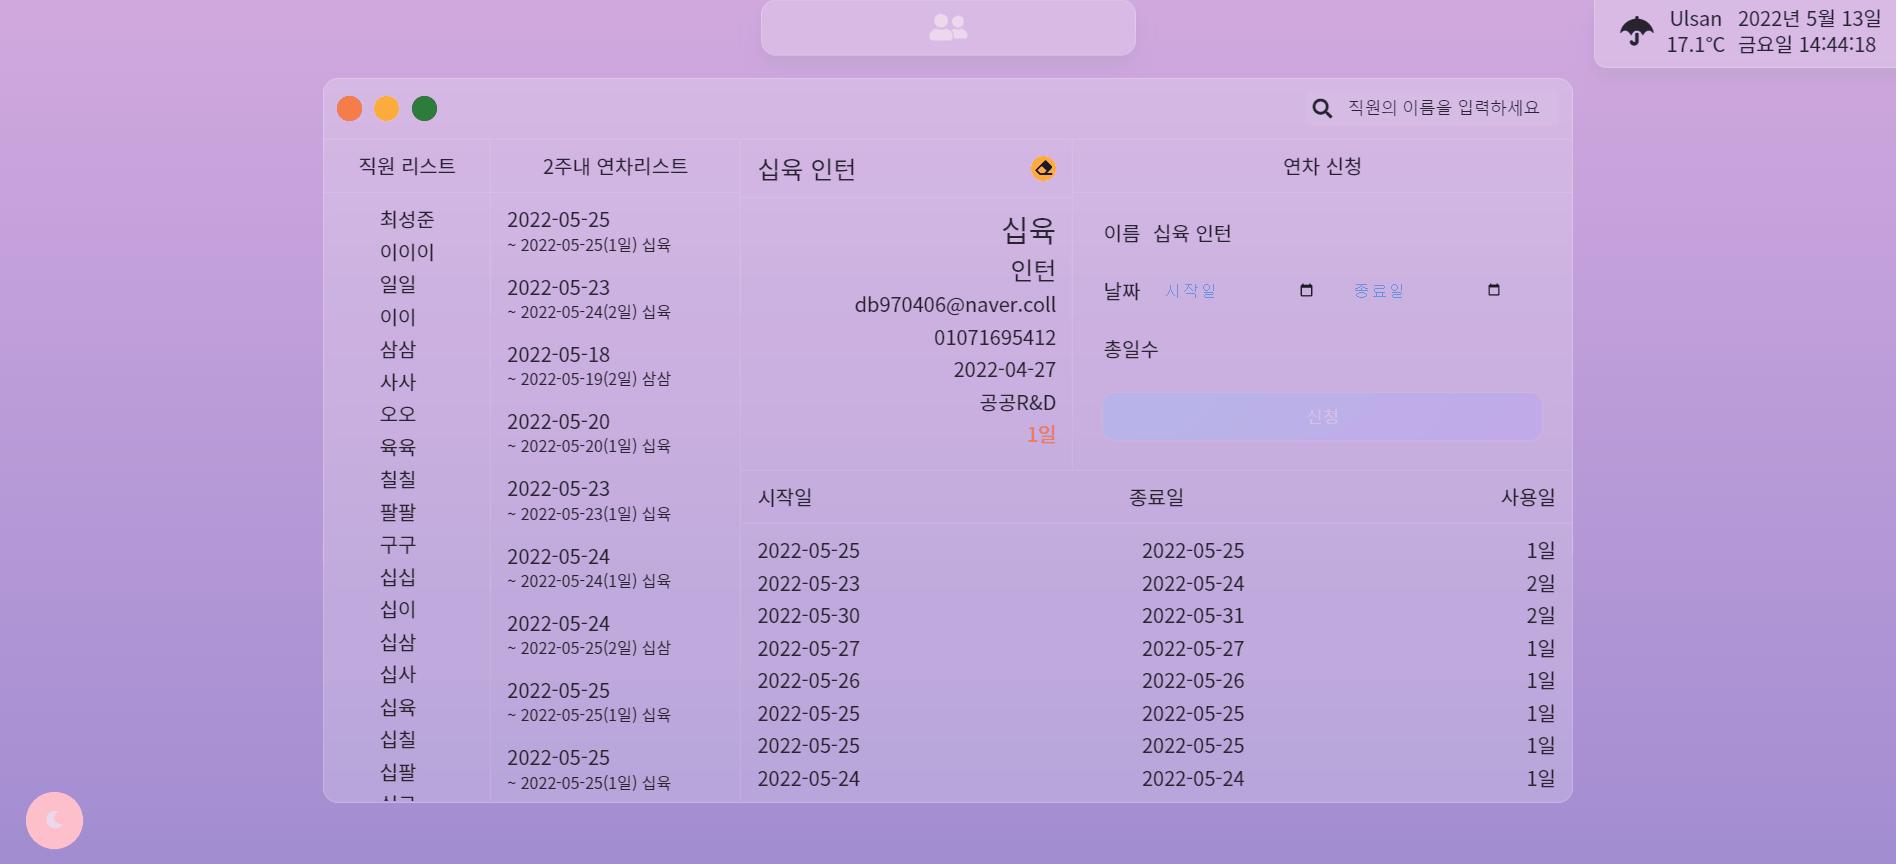 Ulsan 2022년 5월 13일
17.1℃ 금요일 14:44:18
직원의 이름을 입력하세요
직원 리스트
최성준
이이이
일일
이이
삼삼
사사
오오
육육
칠칠
팔팔
구구
십십
십이
십삼
십사
십육
십칠
십팔
2주내 연차리스트
2022-05-25
~ 2022-05-25(1일) 십육
2022-05-23
~ 2022-05-24(2일) 십육
2022-05-18
~ 2022-05-19(2일) 삼삼
2022-05-20
~ 2022-05-20(1일) 십육
2022-05-23
~ 2022-05-23(1일) 십육
2022-05-24
~ 2022-05-24(1일) 십육
2022-05-24
~ 2022-05-25(2일) 십삼
2022-05-25
~ 2022-05-25(1일) 십육
2022-05-25
~ 2022-05-25(1일) 십육
십육 인턴
십육
인턴
db970406@naver.coll
01071695412
2022-04-27
공공R&D
1일
연차 신청
이름 십육 인턴
날짜 시작일 종료일
총일수
신청
시작일 종료일 사용일
2022-05-25 2022-05-25 1일
2022-05-23 2022-05-24 2일
2022-05-30 2022-05-31 2일
2022-05-27 2022-05-27 1일
2022-05-26 2022-05-26 1일
2022-05-25 2022-05-25 1일
2022-05-25 2022-05-25 1일
2022-05-24 2022-05-24 1일